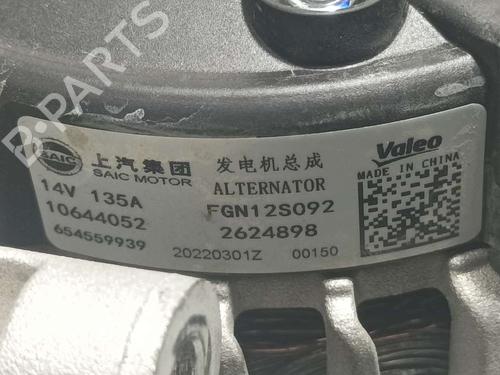 B-PARTS
SAIC 上汽集团 发电机总成 Valeo
SAIC MOTOR ALTERNATOR MADE IN CHINA
14V 135A
10644052 FGN12S092
654559939 2624898
20220301Z 00150